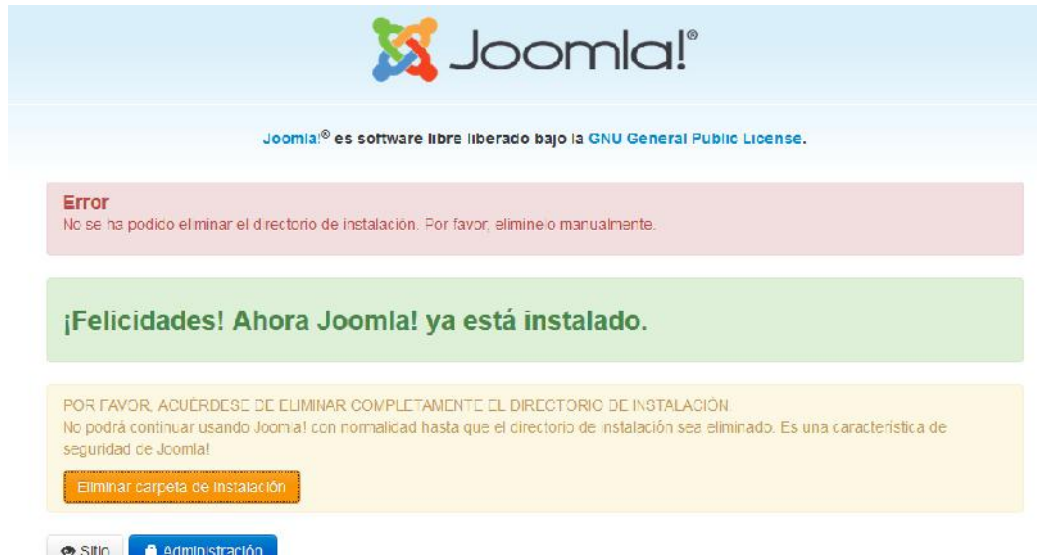 Joomla!®
Joomla!® es software libre liberado bajo la GNU General Public License.
Error
No se ha podido eliminar el directorio de instalación. Por favor, elimínelo manualmente.
¡Felicidades! Ahora Joomla! ya está instalado.
POR FAVOR, ACUÉRDESE DE ELIMINAR COMPLETAMENTE EL DIRECTORIO DE INSTALACIÓN.
No podrá continuar usando Joomla! con normalidad hasta que el directorio de instalación sea eliminado. Es una característica de
seguridad de Joomla!
Eliminar carpeta de instalación
Sitio
Administración